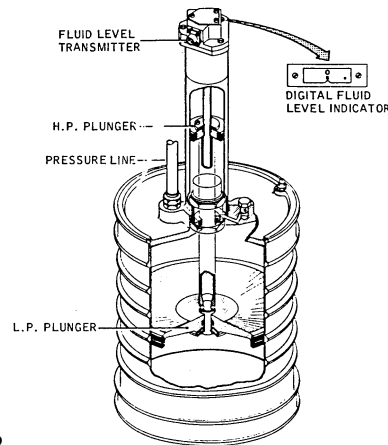 FLUID LEVEL
TRANSMITTER
DIGITAL FLUID
LEVEL INDICATOR
H.P. PLUNGER
PRESSURE LINE
L.P. PLUNGER